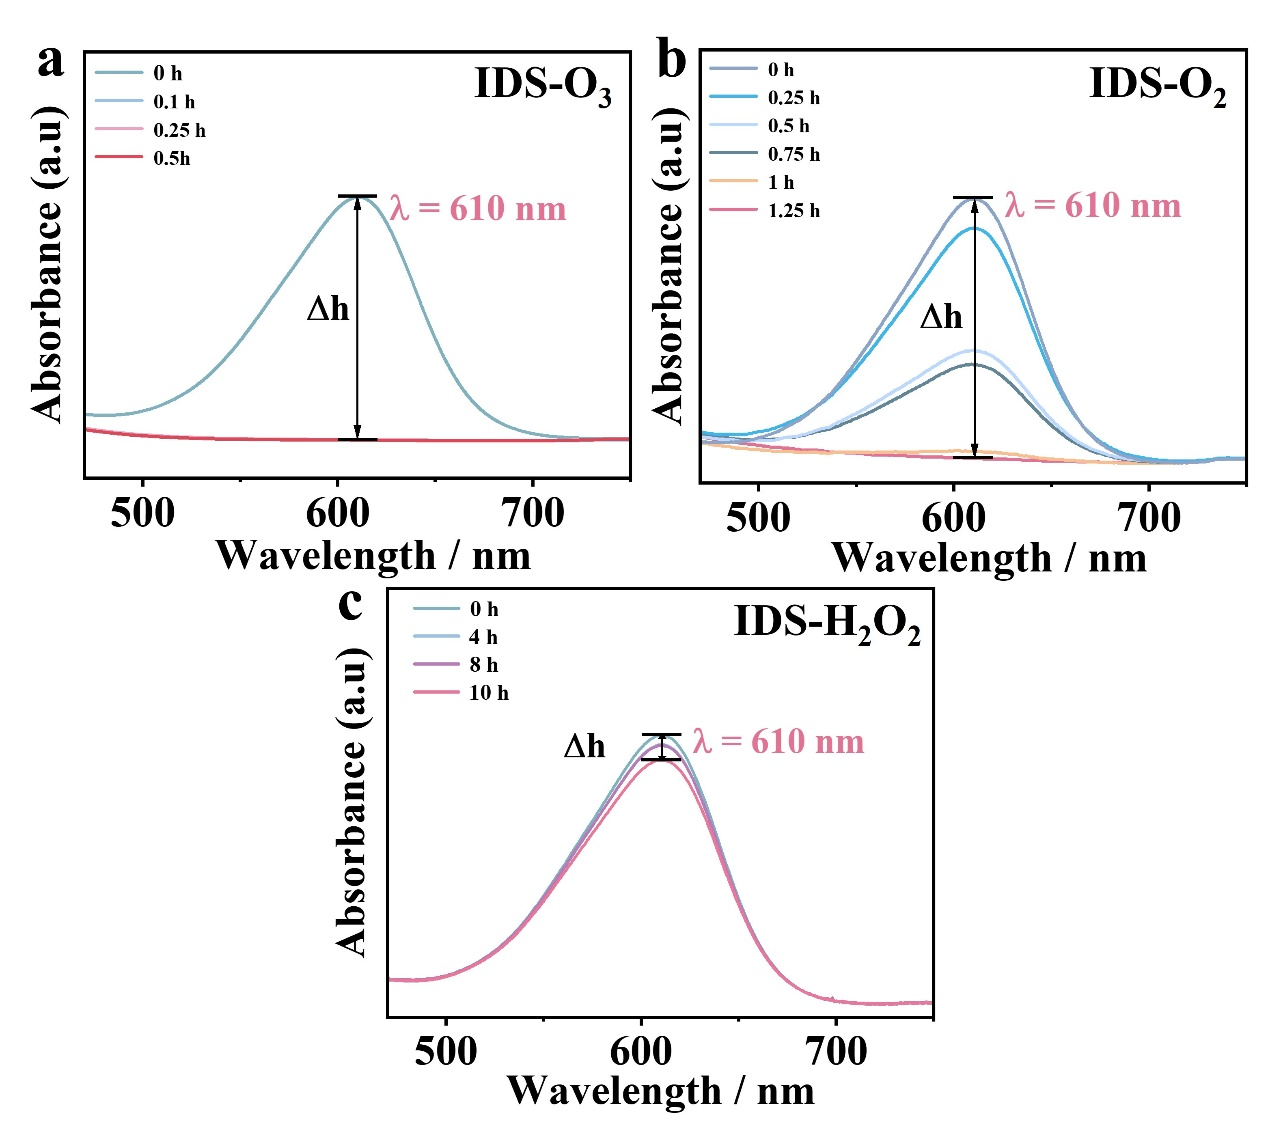 a
0 h
0.1 h
0.25 h
0.5h
IDS-O3
λ = 610 nm
Δh
Absorbance (a.u)
500 600 700
Wavelength / nm
b
0 h
0.25 h
0.5 h
0.75 h
1 h
1.25 h
IDS-O2
λ = 610 nm
Δh
Absorbance (a.u)
500 600 700
Wavelength / nm
c
0 h
4 h
8 h
10 h
IDS-H2O2
Δh
λ = 610 nm
Absorbance (a.u)
500 600 700
Wavelength / nm